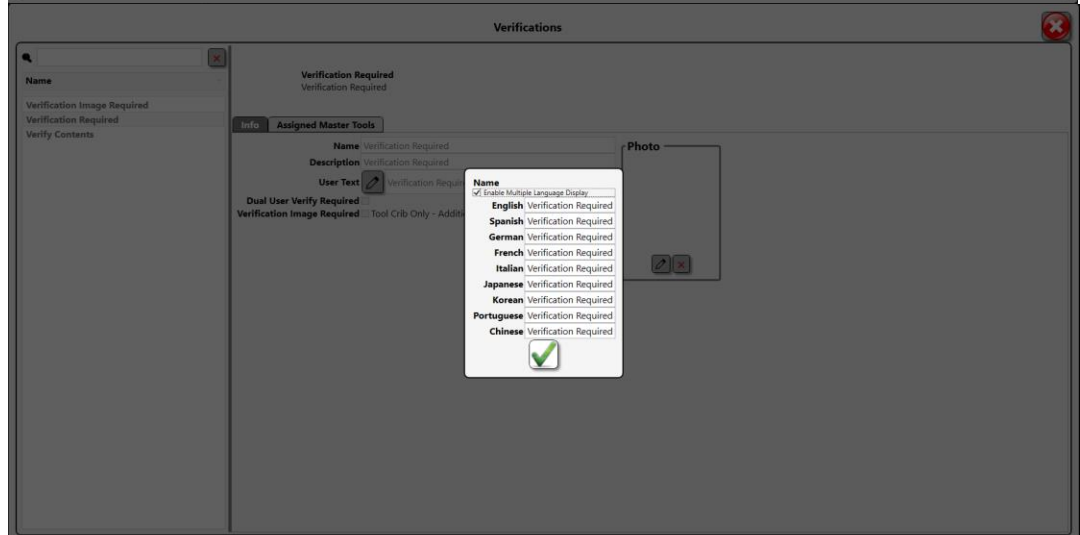 Verifications
Name
Verification Image Required
Verification Required
Verify Contents
Verification Required
Verification Required
Info Assigned Master Tools
Name Verification Required
Description Verification Required
User Text Verification Requir
Dual User Verify Required
Verification Image Required Tool Crib Only - Additi
Photo
Name
Enable Multiple Language Display
English Verification Required
Spanish Verification Required
German Verification Required
French Verification Required
Italian Verification Required
Japanese Verification Required
Korean Verification Required
Portuguese Verification Required
Chinese Verification Required